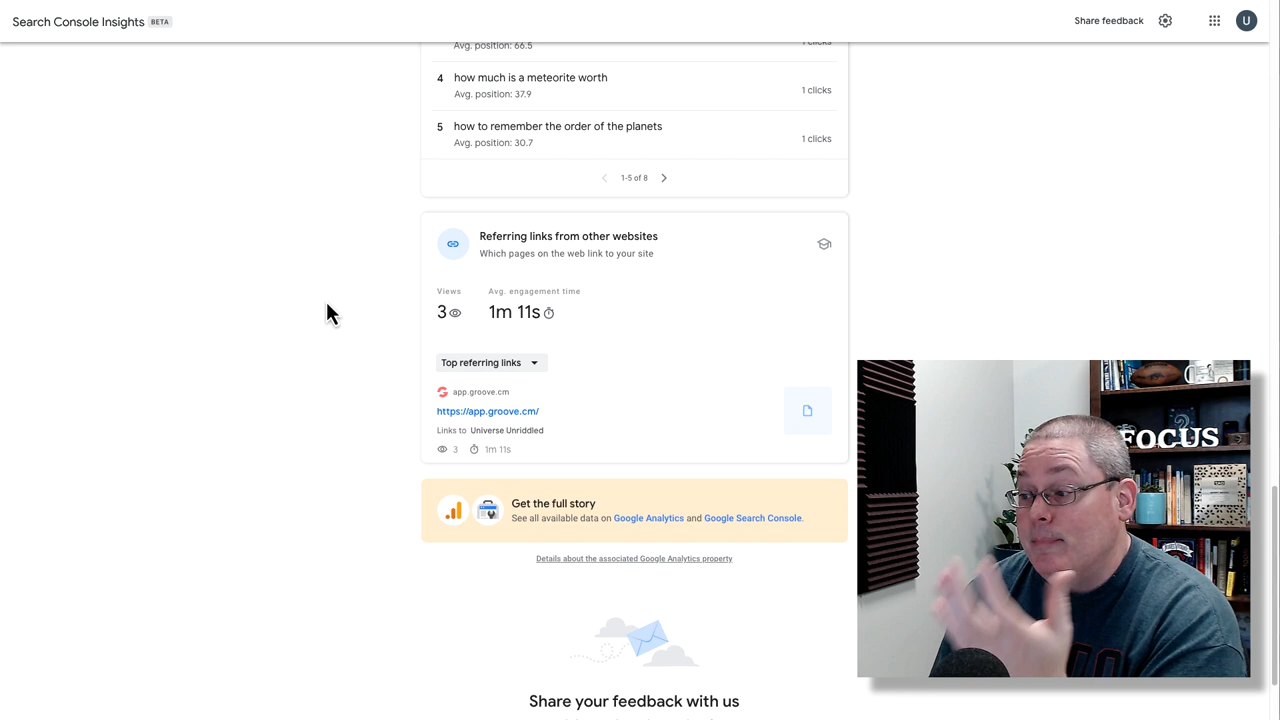 Search Console Insights BETA
Share feedback
U
Avg. position: 66.5
1 clicks
4 how much is a meteorite worth
Avg. position: 37.9
1 clicks
5 how to remember the order of the planets
Avg. position: 30.7
1 clicks
1-5 of 8
Referring links from other websites
Which pages on the web link to your site
Views
Avg. engagement time
3
1m 11s
Top referring links
app.groove.cm
https://app.groove.cm/
Links to Universe Unriddled
3 1m 11s
Get the full story
See all available data on Google Analytics and Google Search Console.
Details about the associated Google Analytics property
Share your feedback with us
FOCUS